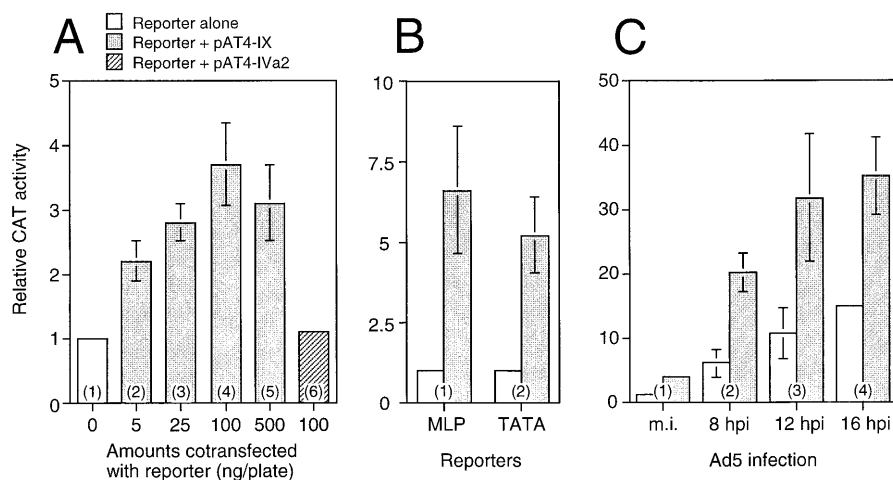 A
Reporter alone
Reporter + pAT4-IX
Reporter + pAT4-IVa2
Relative CAT activity
5
4
3
2
1
0
(1)
(2)
(3)
(4)
(5)
(6)
0
5
25
100
500
100
Amounts cotransfected
with reporter (ng/plate)
B
10
7.5
5
2.5
0
(1)
(2)
MLP
TATA
Reporters
C
50
40
30
20
10
0
(1)
(2)
(3)
(4)
m.i.
8 hpi
12 hpi
16 hpi
Ad5 infection